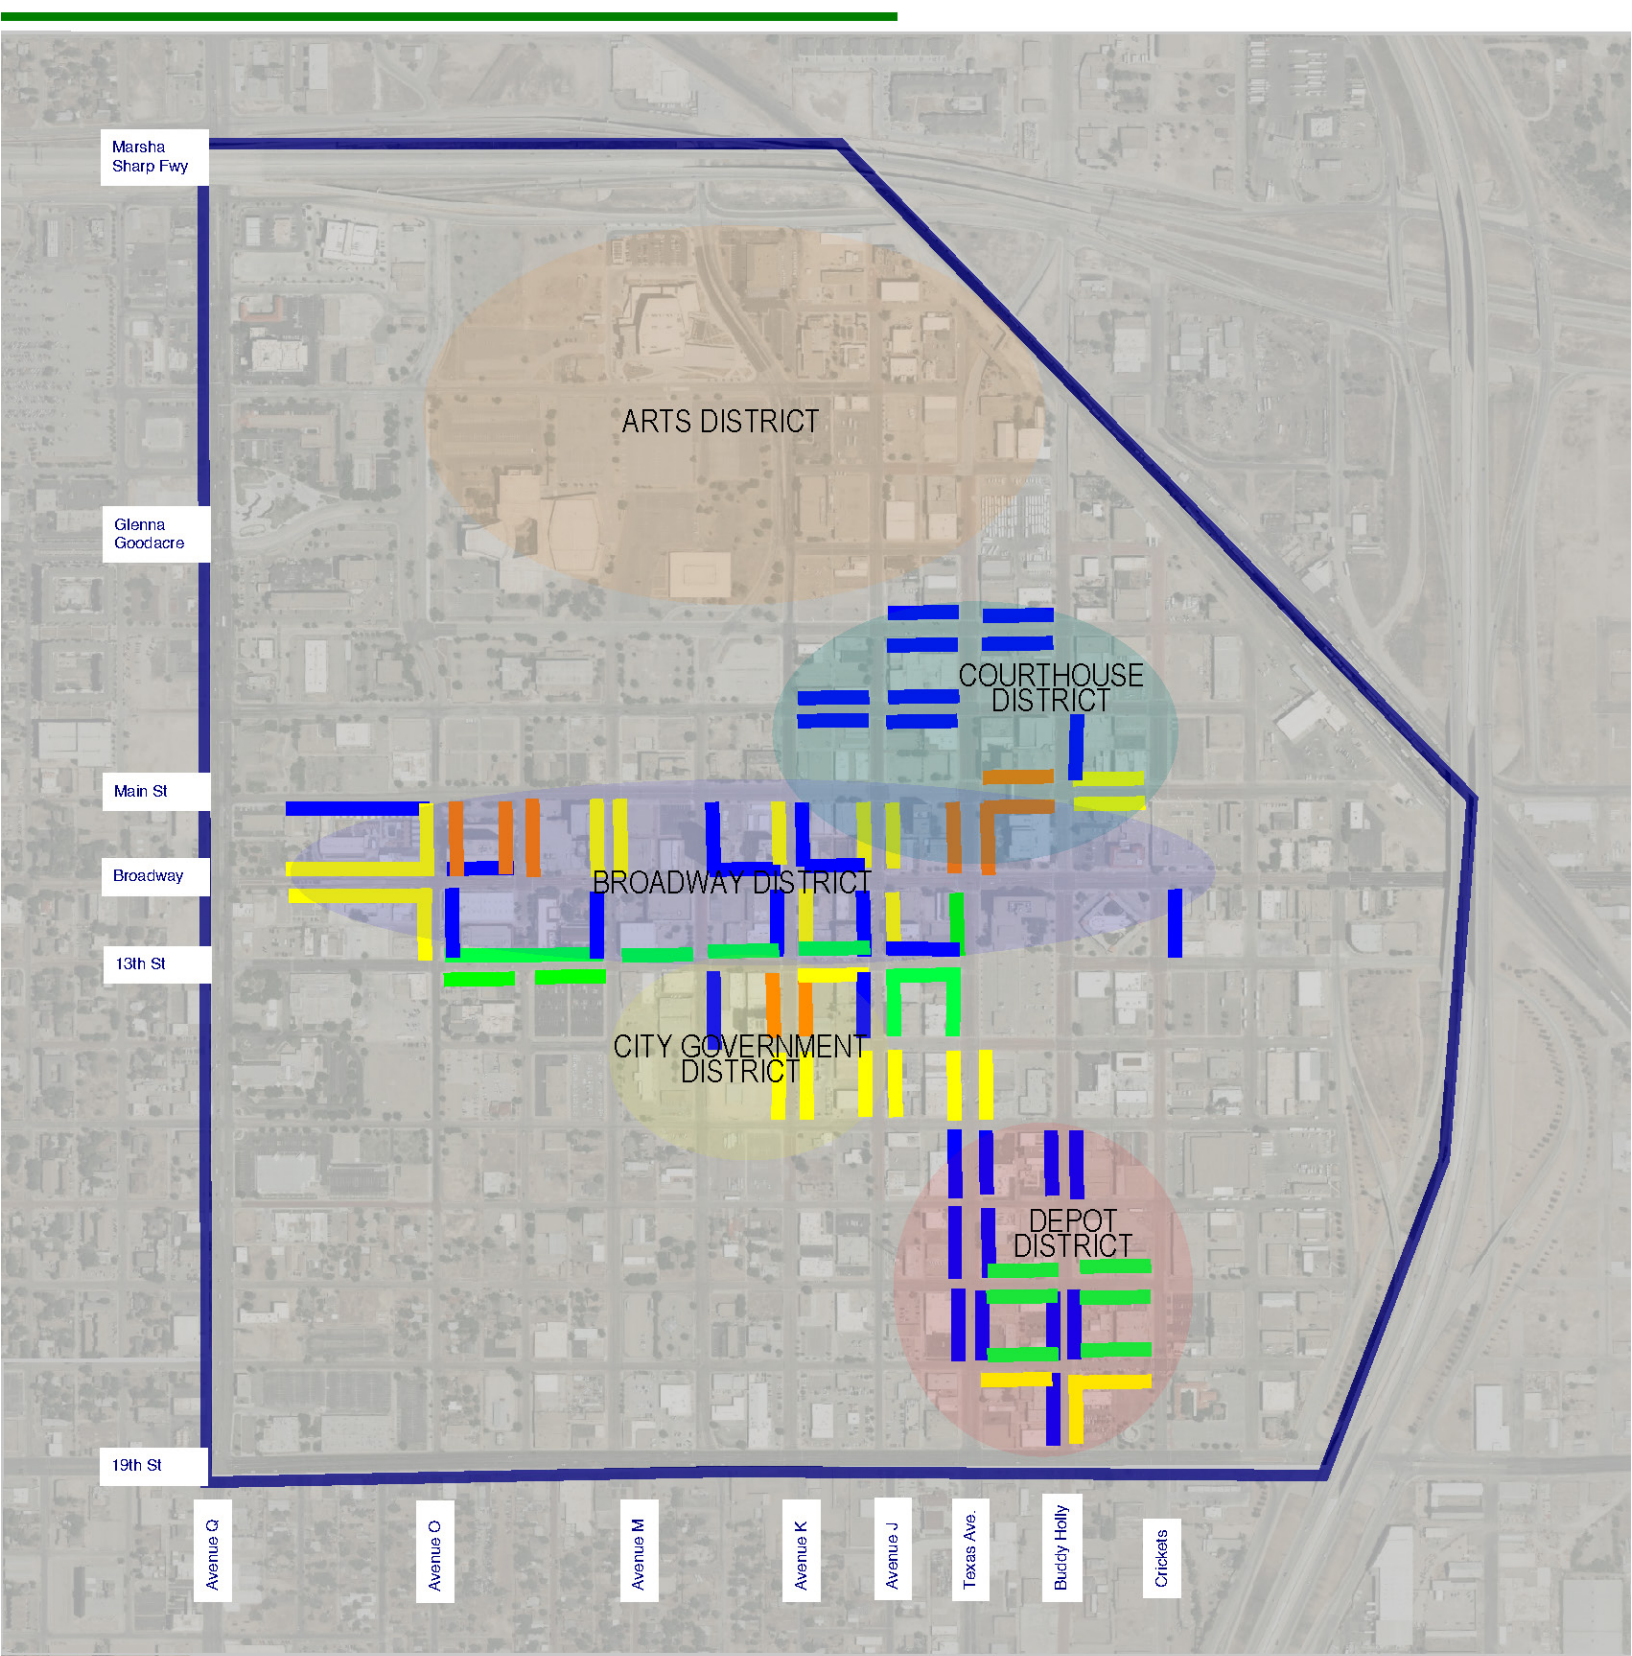 Marsha
Sharp Fwy
ARTS DISTRICT
Glenna
Goodacre
COURTHOUSE
DISTRICT
Main St
Broadway
BROADWAY DISTRICT
13th St
CITY GOVERNMENT
DISTRICT
DEPOT
DISTRICT
19th St
Avenue Q
Avenue O
Avenue M
Avenue K
Avenue J
Texas Ave.
Buddy Holly
Crickets